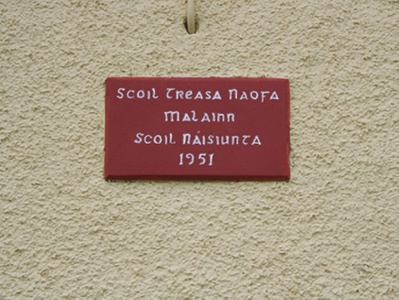 Scoil Treasa Naofa
Malainn
Scoil Náisiunta
1951